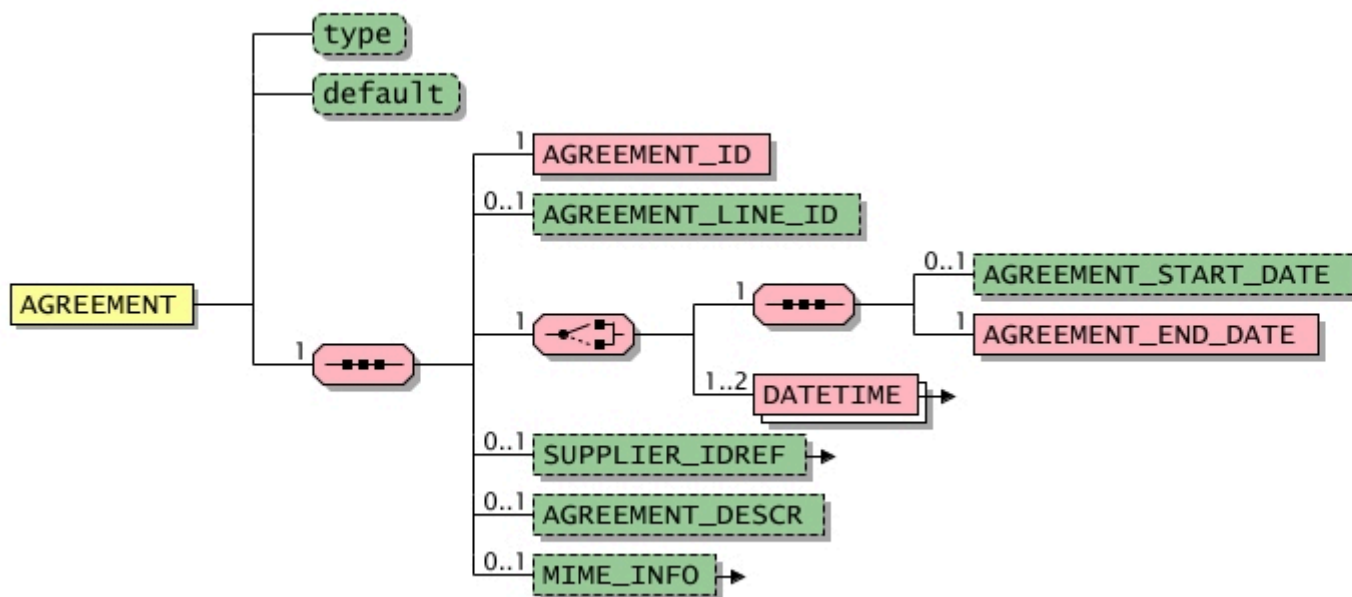 type
default
1 AGREEMENT_ID
0..1 AGREEMENT_LINE_ID
0..1 AGREEMENT_START_DATE
AGREEMENT
1
1
1
1 AGREEMENT_END_DATE
1..2 DATETIME
0..1 SUPPLIER_IDREF
0..1 AGREEMENT_DESCR
0..1 MIME_INFO